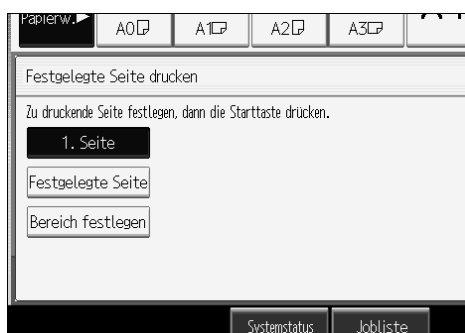 Papierw.►
A0 A1 A2 A3
Festgelegte Seite drucken
Zu druckende Seite festlegen, dann die Starttaste drücken.
1. Seite
Festgelegte Seite
Bereich festlegen
Systemstatus Jobliste